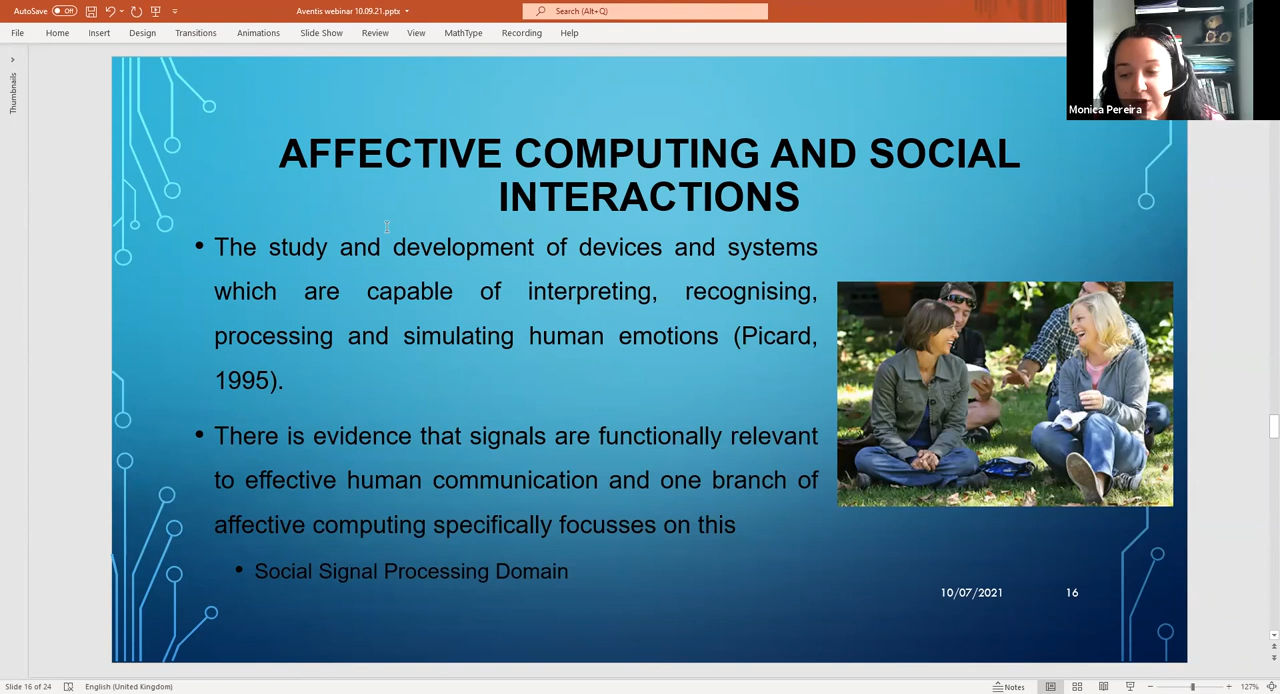 AutoSave Off
Aventis webinar 10.09.21.pptx
Search (Alt+Q)
File Home Insert Design Transitions Animations Slide Show Review View MathType Recording Help
Thumbnails
Monica Pereira
AFFECTIVE COMPUTING AND SOCIAL
INTERACTIONS
• The study and development of devices and systems
which are capable of interpreting, recognising,
processing and simulating human emotions (Picard,
1995).
• There is evidence that signals are functionally relevant
to effective human communication and one branch of
affective computing specifically focusses on this
• Social Signal Processing Domain
10/07/2021 16
Slide 16 of 24 English (United Kingdom) Notes 127%